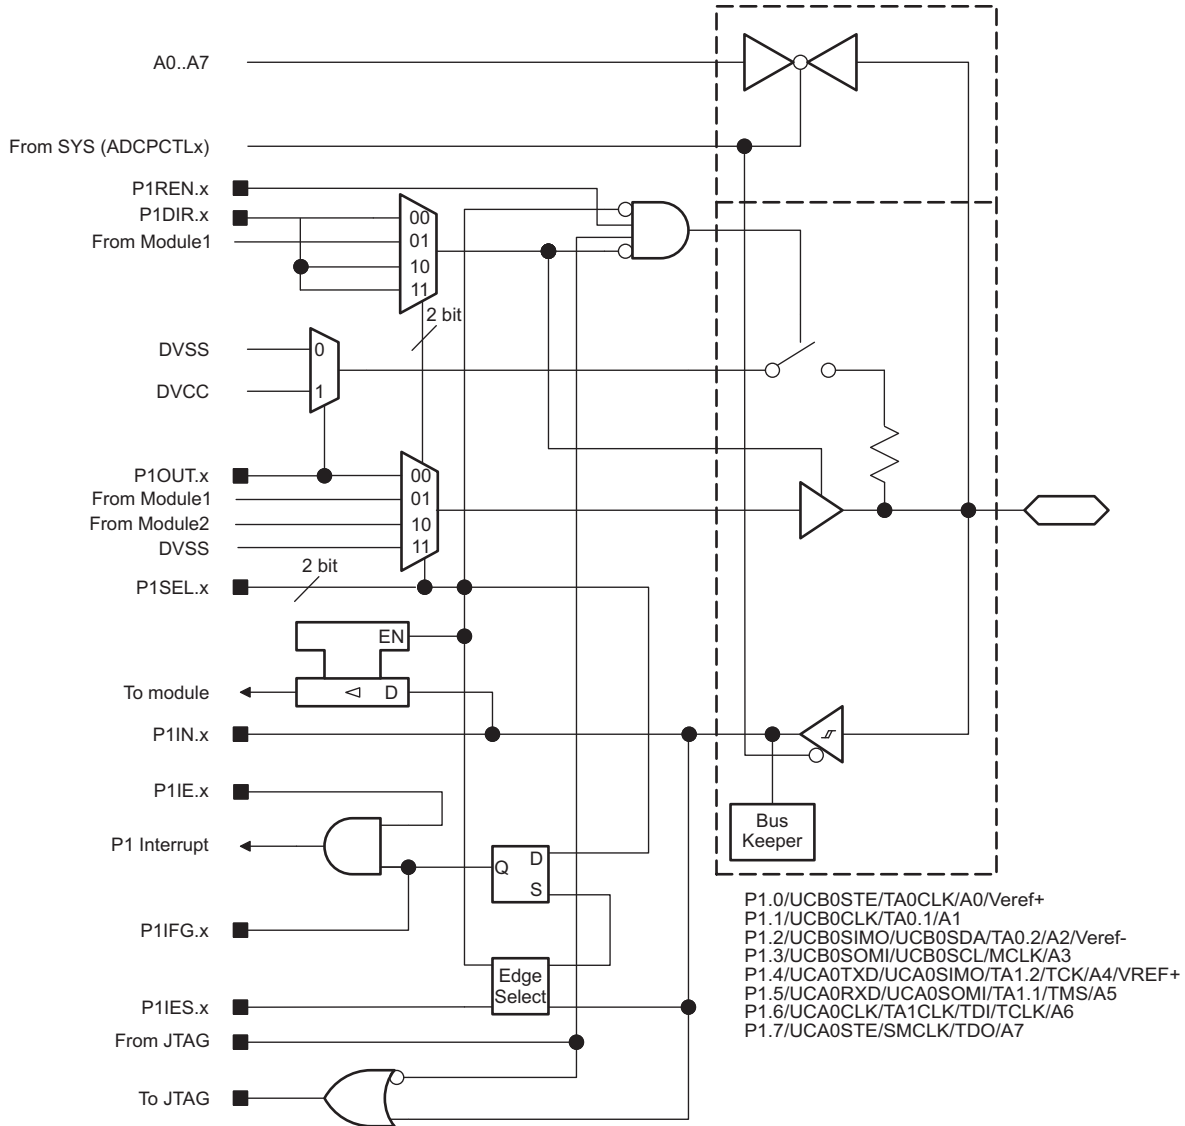 A0..A7
From SYS (ADCPCTLx)
P1REN.x
P1DIR.x
From Module1
00
01
10
11
2 bit
DVSS
DVCC
0
1
P1OUT.x
From Module1
From Module2
DVSS
00
01
10
11
P1SEL.x
2 bit
EN
To module
D
P1IN.x
P1IE.x
P1 Interrupt
Q
D
S
Bus
Keeper
P1IFG.x
Edge
Select
P1IES.x
From JTAG
To JTAG
P1.0/UCB0STE/TA0CLK/A0/Veref+
P1.1/UCB0CLK/TA0.1/A1
P1.2/UCB0SIMO/UCB0SDA/TA0.2/A2/Veref-
P1.3/UCB0SOMI/UCB0SCL/MCLK/A3
P1.4/UCA0TXD/UCA0SIMO/TA1.2/TCK/A4/VREF+
P1.5/UCA0RXD/UCA0SOMI/TA1.1/TMS/A5
P1.6/UCA0CLK/TA1CLK/TDI/TCLK/A6
P1.7/UCA0STE/SMCLK/TDO/A7